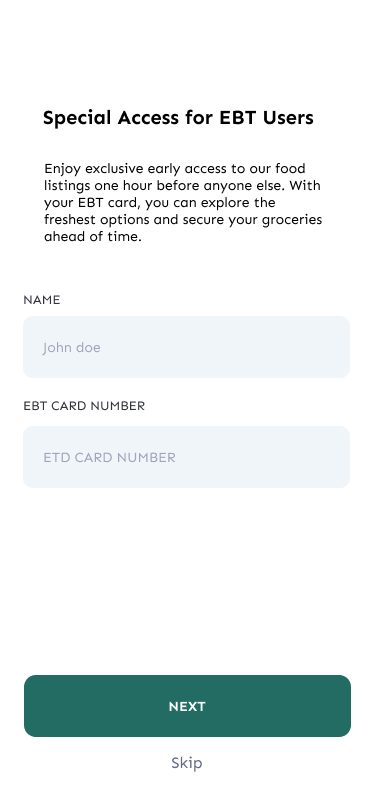 Special Access for EBT Users
Enjoy exclusive early access to our food
listings one hour before anyone else. With
your EBT card, you can explore the
freshest options and secure your groceries
ahead of time.
NAME
John doe
EBT CARD NUMBER
ETD CARD NUMBER
NEXT
Skip